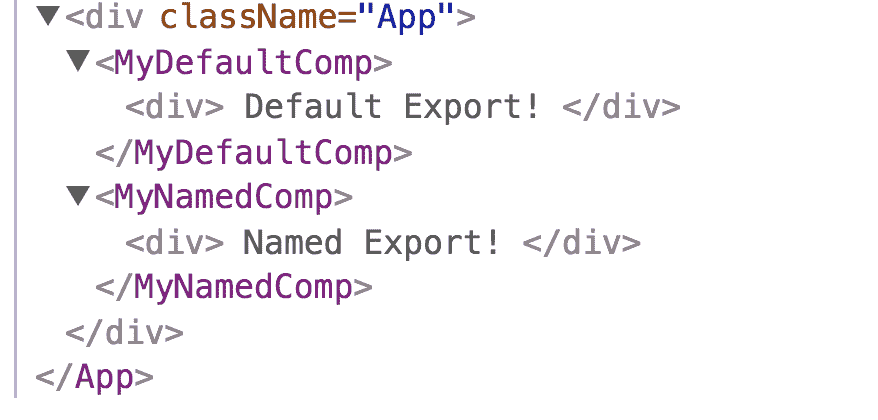 ▼<div className="App">
▼<MyDefaultComp>
<div> Default Export! </div>
</MyDefaultComp>
▼<MyNamedComp>
<div> Named Export! </div>
</MyNamedComp>
</div>
</App>